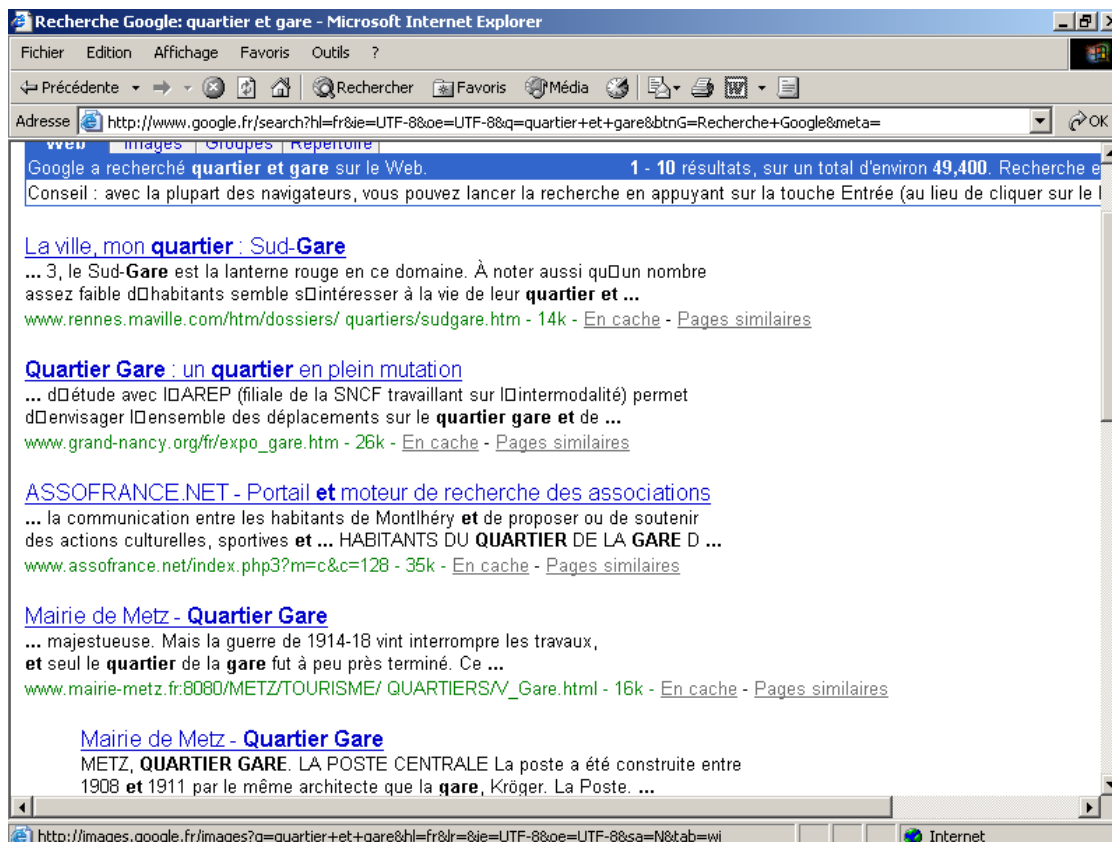 Recherche Google: quartier et gare - Microsoft Internet Explorer
Fichier Edition Affichage Favoris Outils ?
Précédente Rechercher Favoris Média
Adresse http://www.google.fr/search?hl=fr&ie=UTF-8&oe=UTF-8&q=quartier+et+gare&btnG=Recherche+Google&meta= OK
Web Images Groupes Répertoire
Google a recherché quartier et gare sur le Web. 1 - 10 résultats, sur un total d'environ 49,400. Recherche e
Conseil : avec la plupart des navigateurs, vous pouvez lancer la recherche en appuyant sur la touche Entrée (au lieu de cliquer sur le
La ville, mon quartier : Sud-Gare
... 3, le Sud-Gare est la lanterne rouge en ce domaine. À noter aussi qu□un nombre
assez faible d□habitants semble s□intéresser à la vie de leur quartier et ...
www.rennes.maville.com/htm/dossiers/ quartiers/sudgare.htm - 14k - En cache - Pages similaires
Quartier Gare : un quartier en plein mutation
... d□étude avec l□AREP (filiale de la SNCF travaillant sur l□intermodalité) permet
d□envisager l□ensemble des déplacements sur le quartier gare et de ...
www.grand-nancy.org/fr/expo_gare.htm - 26k - En cache - Pages similaires
ASSOFRANCE.NET - Portail et moteur de recherche des associations
... la communication entre les habitants de Montlhéry et de proposer ou de soutenir
des actions culturelles, sportives et ... HABITANTS DU QUARTIER DE LA GARE D ...
www.assofrance.net/index.php3?m=c&c=128 - 35k - En cache - Pages similaires
Mairie de Metz - Quartier Gare
... majestueuse. Mais la guerre de 1914-18 vint interrompre les travaux,
et seul le quartier de la gare fut à peu près terminé. Ce ...
www.mairie-metz.fr:8080/METZ/TOURISME/ QUARTIERS/V_Gare.html - 16k - En cache - Pages similaires
Mairie de Metz - Quartier Gare
METZ, QUARTIER GARE. LA POSTE CENTRALE La poste a été construite entre
1908 et 1911 par le même architecte que la gare, Kröger. La Poste. ...
http://images.google.fr/images?q=quartier+et+gare&hl=fr&lr=&ie=UTF-8&oe=UTF-8&sa=N&tab=wi Internet